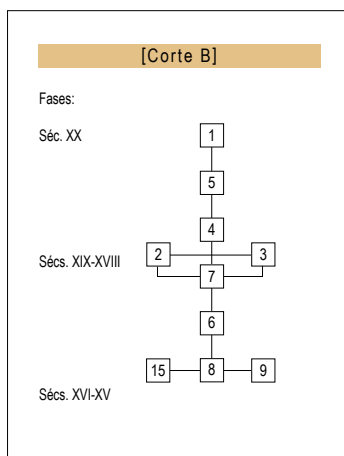 [Corte B]
Fases:
Séc. XX
1
5
4
2
3
Sécs. XIX-XVIII
7
6
15
8
9
Sécs. XVI-XV